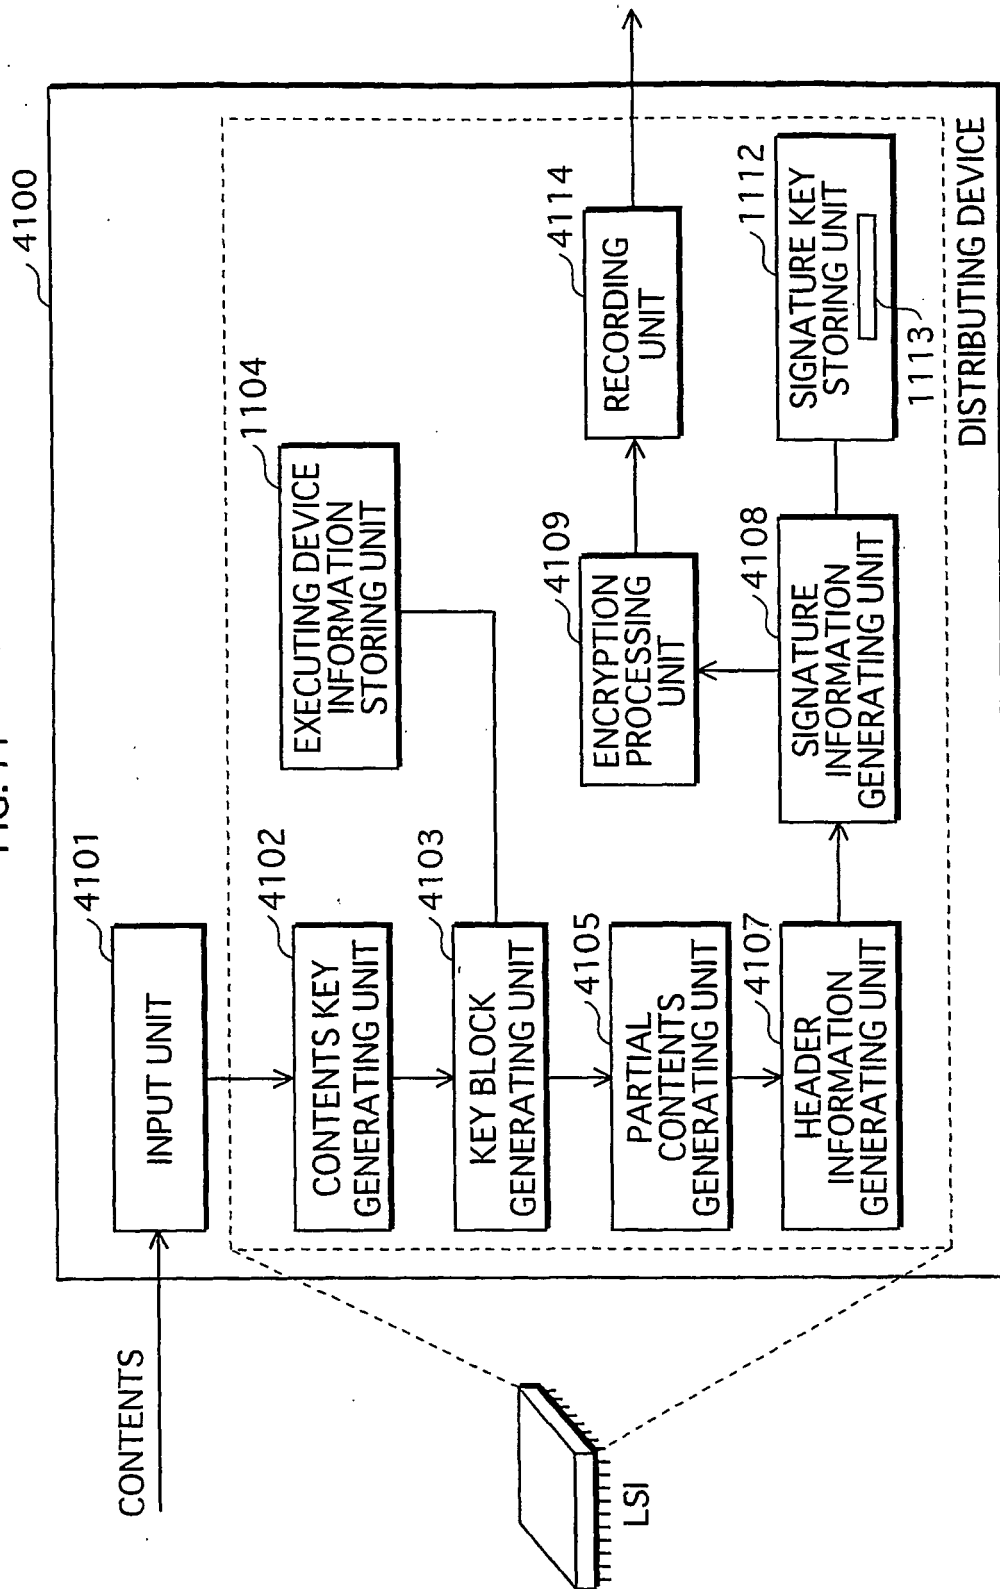 4100
CONTENTS
4101
INPUT UNIT
4102
CONTENTS KEY
GENERATING UNIT
4103
KEY BLOCK
GENERATING UNIT
1104
EXECUTING DEVICE
INFORMATION
STORING UNIT
4105
PARTIAL
CONTENTS
GENERATING UNIT
4109
ENCRYPTION
PROCESSING
UNIT
4114
RECORDING
UNIT
4107
HEADER
INFORMATION
GENERATING UNIT
4108
SIGNATURE
INFORMATION
GENERATING UNIT
1112
SIGNATURE KEY
STORING UNIT
1113
DISTRIBUTING DEVICE
LSI